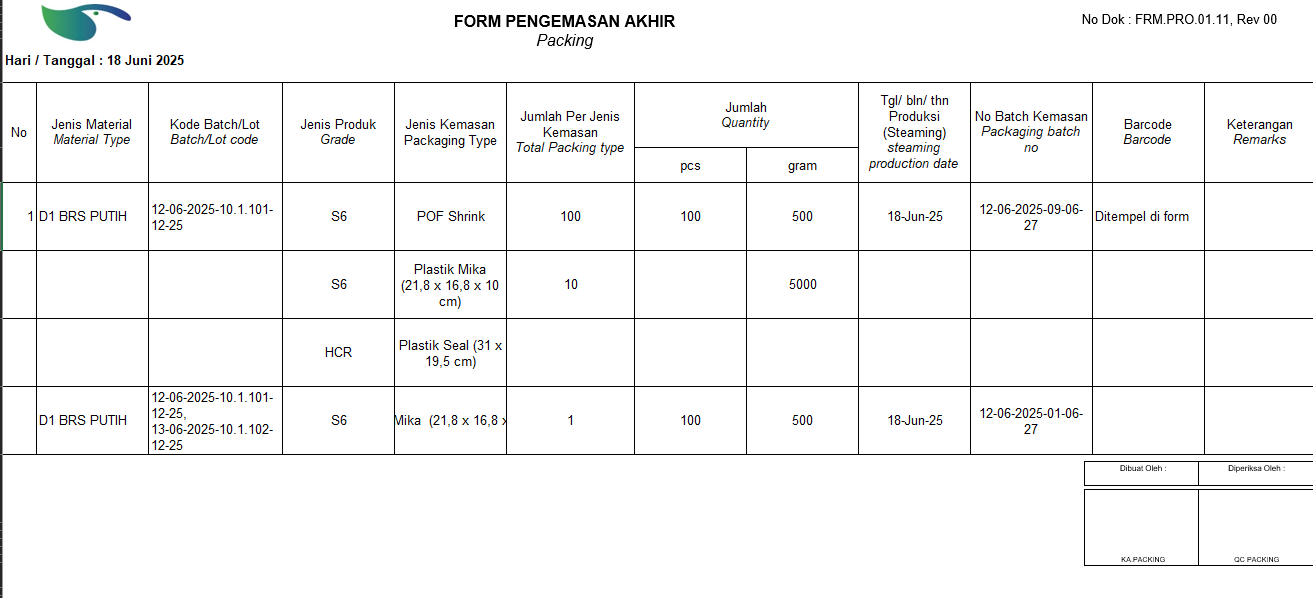 FORM PENGEMASAN AKHIR
Packing
No Dok : FRM.PRO.01.11, Rev 00
Hari / Tanggal : 18 Juni 2025
No
Jenis Material
Material Type
Kode Batch/Lot
Batch/Lot code
Jenis Produk
Grade
Jenis Kemasan
Packaging Type
Jumlah Per Jenis
Kemasan
Total Packing type
Jumlah
Quantity
pcs
gram
Tgl/ bln/ thn
Produksi
(Steaming)
steaming
production date
No Batch Kemasan
Packaging batch
no
Barcode
Barcode
Keterangan
Remarks
1
D1 BRS PUTIH
12-06-2025-10.1.101-
12-25
S6
POF Shrink
100
100
500
18-Jun-25
12-06-2025-09-06-
27
Ditempel di form
S6
Plastik Mika
(21,8 x 16,8 x 10
cm)
10
5000
HCR
Plastik Seal (31 x
19,5 cm)
D1 BRS PUTIH
12-06-2025-10.1.101-
12-25,
13-06-2025-10.1.102-
12-25
S6
Mika (21,8 x 16,8 x
1
100
500
18-Jun-25
12-06-2025-01-06-
27
Dibuat Oleh :
Diperiksa Oleh :
KA.PACKING
QC PACKING